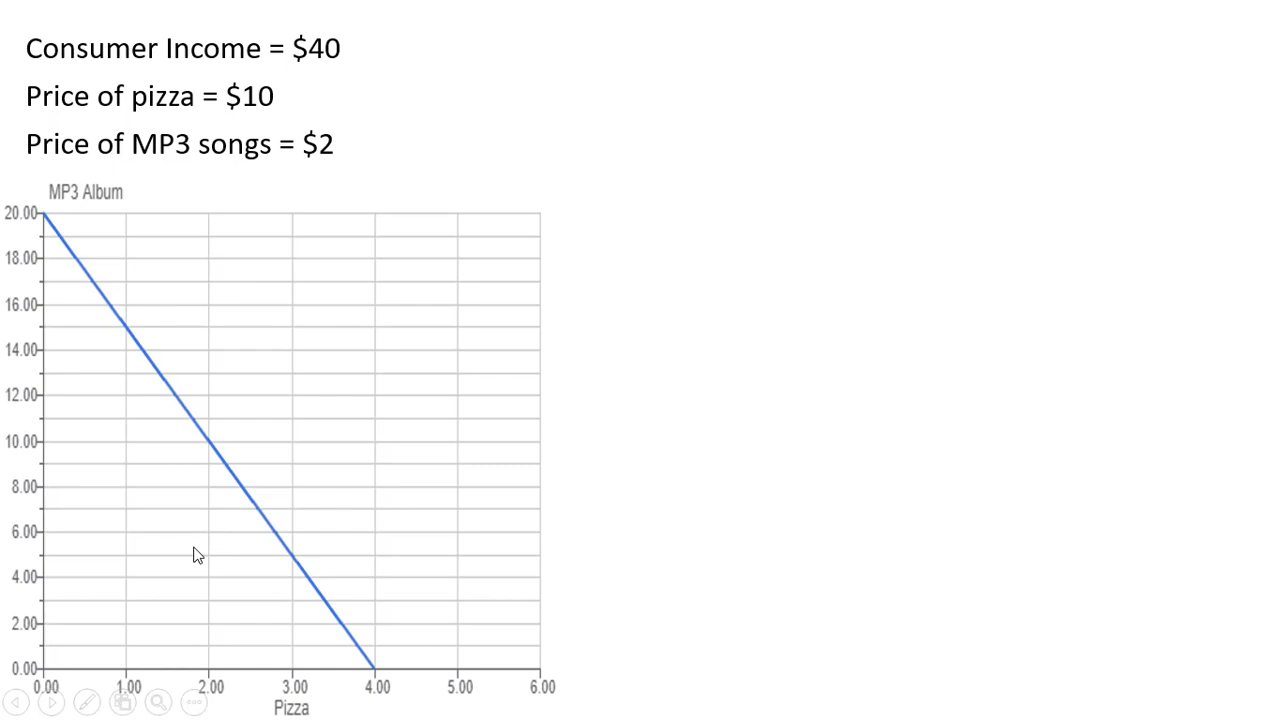 Consumer Income = $40
Price of pizza = $10
Price of MP3 songs = $2
MP3 Album
20.00
18.00
16.00
14.00
12.00
10.00
8.00
6.00
4.00
2.00
0.00
0.00 1.00 2.00 3.00 4.00 5.00 6.00
Pizza